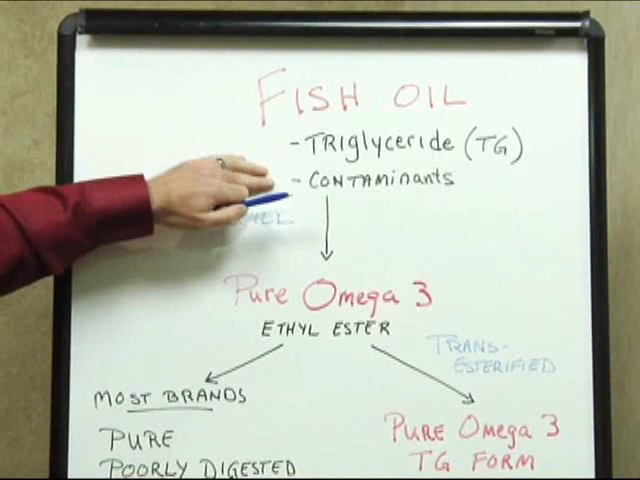 FISH OIL
- TRIglyceride (TG)
- CONTAMinants
Pure Omega 3
ETHYL ESTER
TRANS-
ESTERIFIED
MOST BRANDS
PURE
POORLY DIGESTED
PURE Omega 3
TG FORM